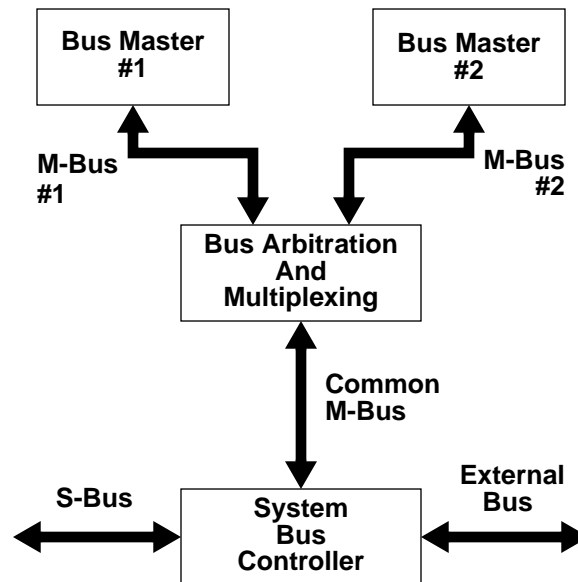 Bus Master
#1
Bus Master
#2
M-Bus
#1
M-Bus
#2
Bus Arbitration
And
Multiplexing
Common
M-Bus
S-Bus
System
Bus
Controller
External
Bus